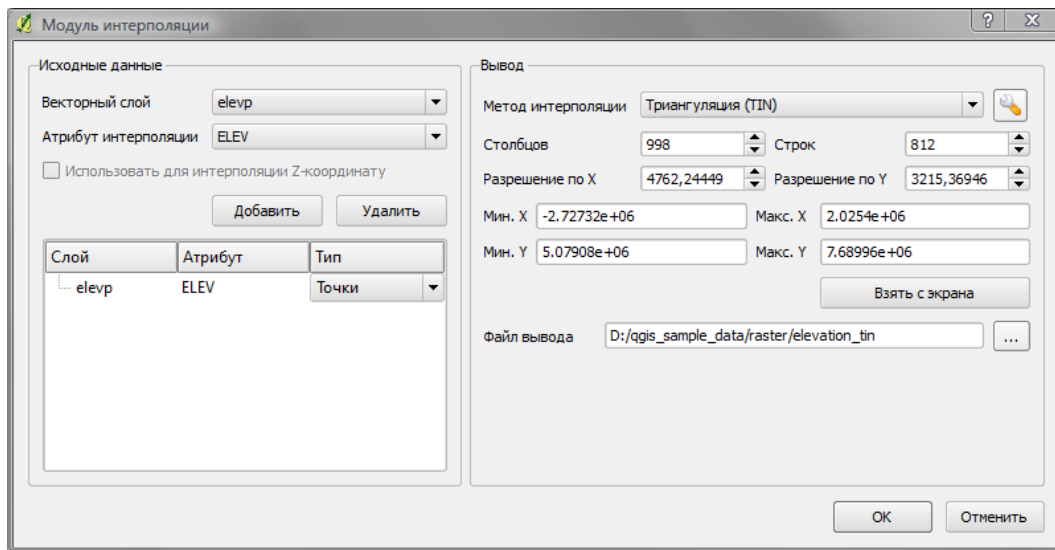 Модуль интерполяции
Исходные данные
Векторный слой elevp
Атрибут интерполяции ELEV
Использовать для интерполяции Z-координату
Добавить Удалить
Слой Атрибут Тип
elevp ELEV Точки
Вывод
Метод интерполяции Триангуляция (TIN)
Столбцов 998 Строк 812
Разрешение по X 4762,24449 Разрешение по Y 3215,36946
Мин. X -2.72732e+06 Макс. X 2.0254e+06
Мин. Y 5.07908e+06 Макс. Y 7.68996e+06
Взять с экрана
Файл вывода D:/qgis_sample_data/raster/elevation_tin ...
OK Отменить